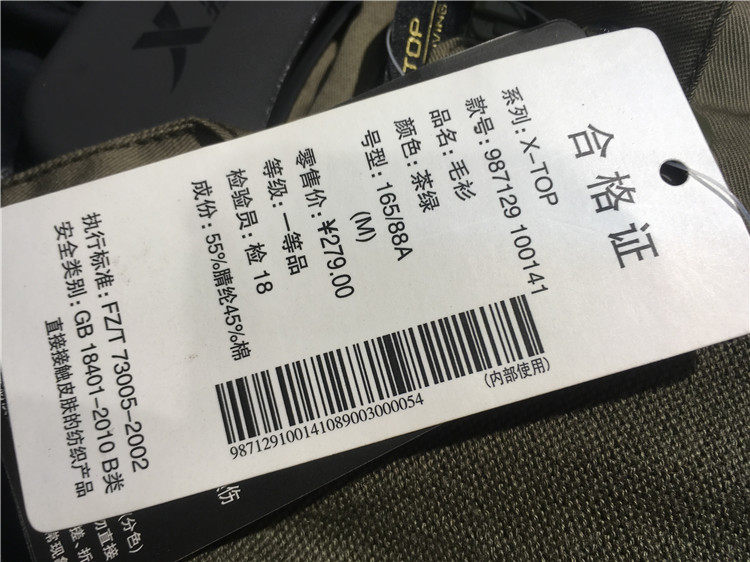 TOP
合格证
系列：X-TOP
款号：987129 100141
品名：毛衫
颜色：茶绿
号型：165/88A
(M)
零售价：¥279.00
等级：一等品
检验员：检 18
成份：55%腈纶45%棉
执行标准：FZ/T 73005-2002
安全类别：GB 18401-2010 B类
直接接触皮肤的纺织产品
987129100141089003000054
(内部使用)
伤
(分色)